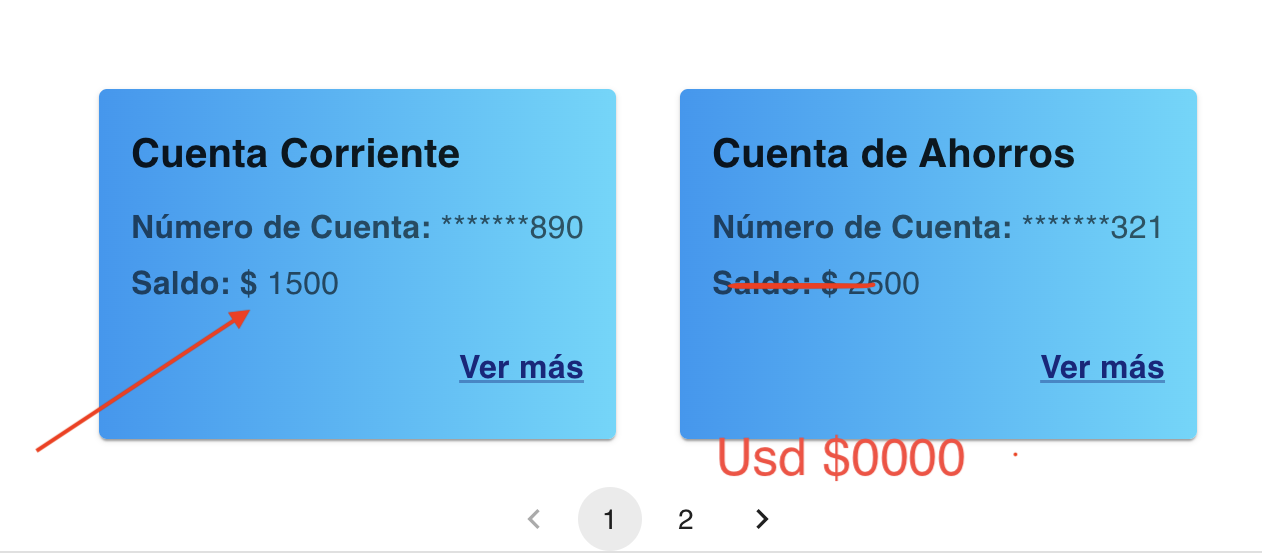 Cuenta Corriente
Número de Cuenta: *******890
Saldo: $ 1500
Ver más
Cuenta de Ahorros
Número de Cuenta: *******321
Saldo: $ 2500
Ver más
Usd $0000
1 2